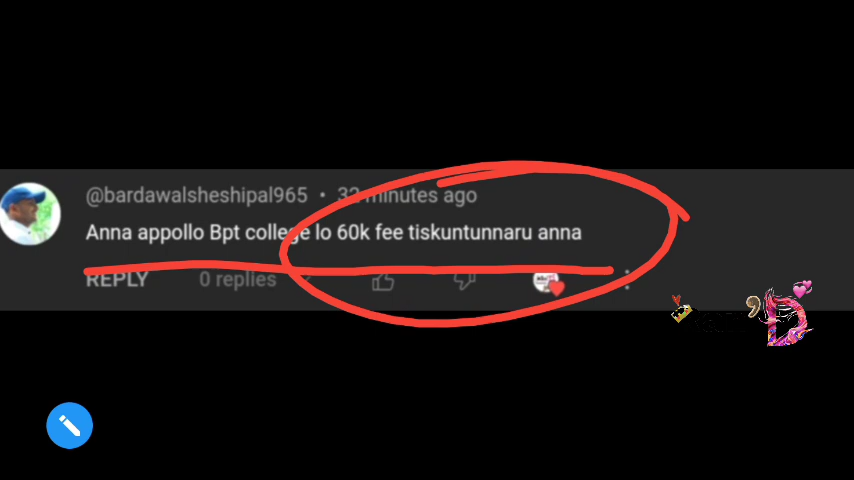 @bardawalsheshipal965 • 32 minutes ago
Anna appollo Bpt college lo 60k fee tiskuntunnaru anna
REPLY 0 replies
D